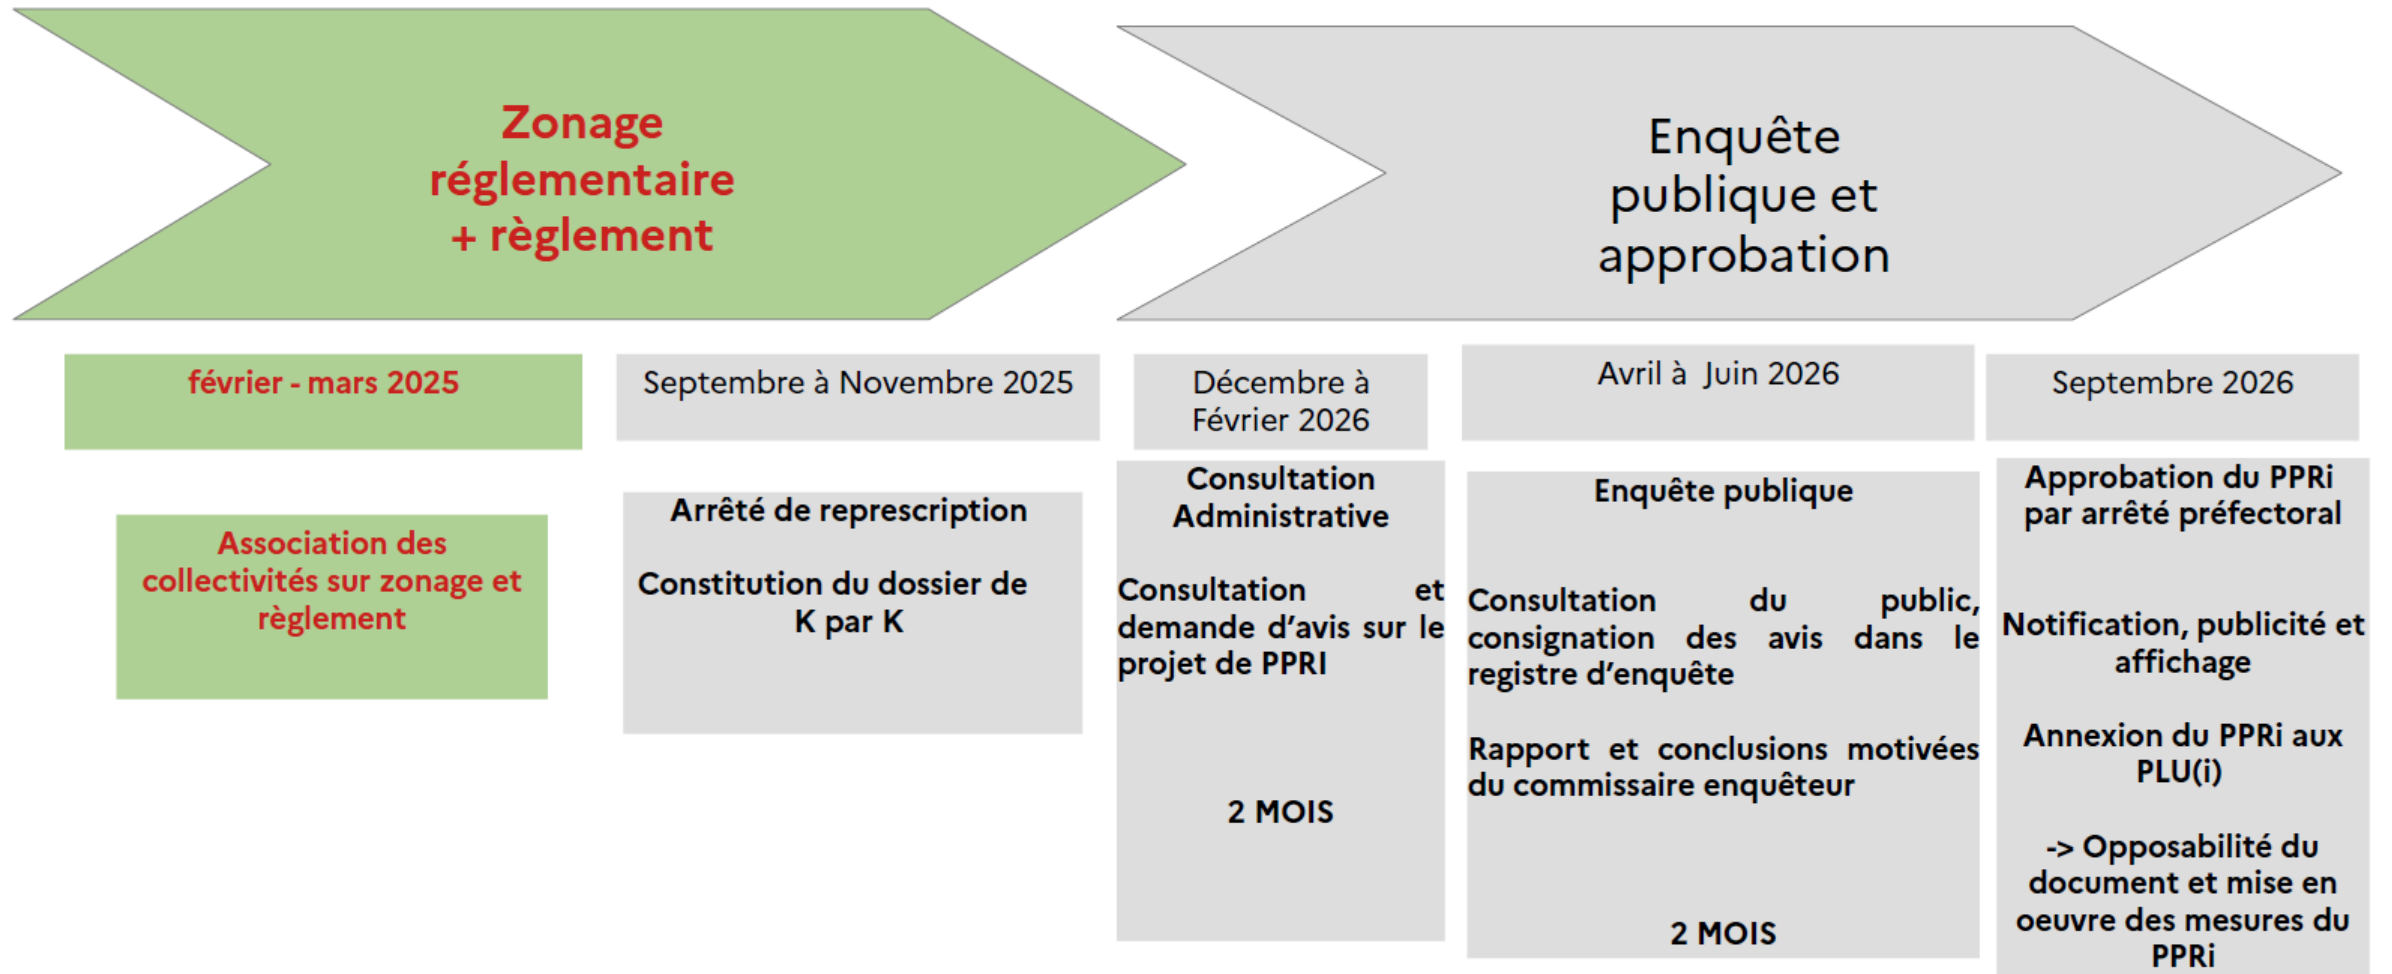 Zonage
réglementaire
+ règlement
Enquête
publique et
approbation
février - mars 2025
Association des
collectivités sur zonage et
règlement
Septembre à Novembre 2025
Arrêté de represcription
Constitution du dossier de
K par K
Décembre à
Février 2026
Consultation
Administrative
Consultation et
demande d’avis sur le
projet de PPRI
2 MOIS
Avril à Juin 2026
Enquête publique
Consultation du public,
consignation des avis dans le
registre d’enquête
Rapport et conclusions motivées
du commissaire enquêteur
2 MOIS
Septembre 2026
Approbation du PPRi
par arrêté préfectoral
Notification, publicité et
affichage
Annexion du PPRi aux
PLU(i)
-> Opposabilité du
document et mise en
oeuvre des mesures du
PPRi